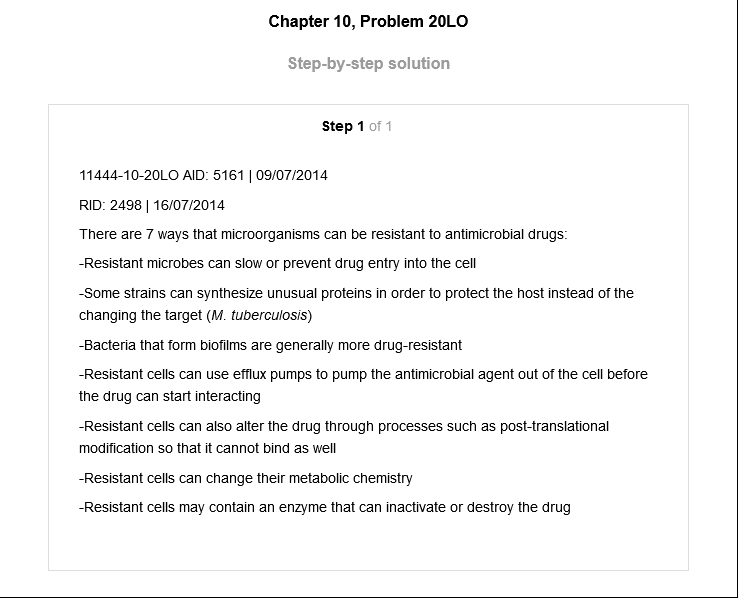 Chapter 10, Problem 20LO
Step-by-step solution
Step 1 of 1
11444-10-20LO AID: 5161 | 09/07/2014
RID: 2498 | 16/07/2014
There are 7 ways that microorganisms can be resistant to antimicrobial drugs:
-Resistant microbes can slow or prevent drug entry into the cell
-Some strains can synthesize unusual proteins in order to protect the host instead of the
changing the target (M. tuberculosis)
-Bacteria that form biofilms are generally more drug-resistant
-Resistant cells can use efflux pumps to pump the antimicrobial agent out of the cell before
the drug can start interacting
-Resistant cells can also alter the drug through processes such as post-translational
modification so that it cannot bind as well
-Resistant cells can change their metabolic chemistry
-Resistant cells may contain an enzyme that can inactivate or destroy the drug